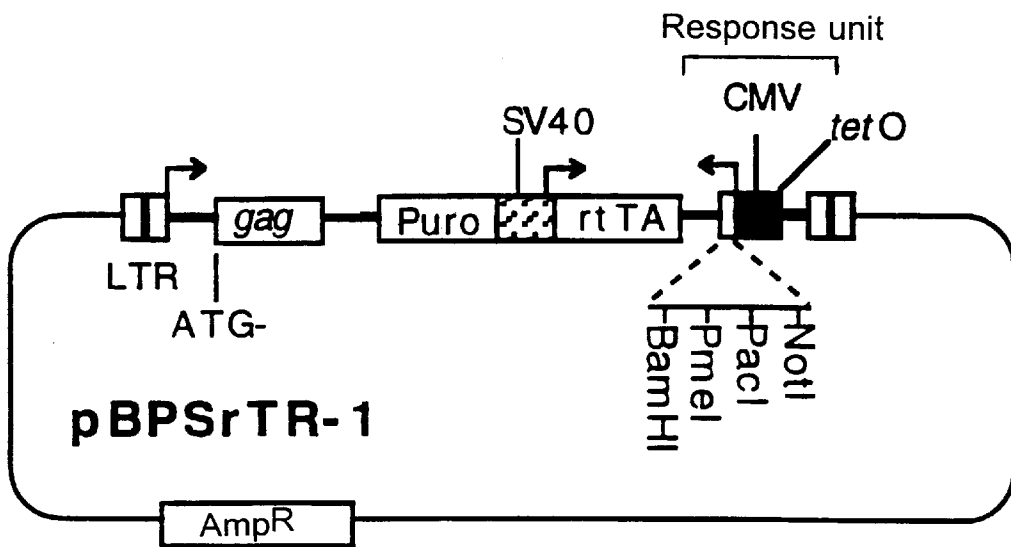 Response unit
CMV
SV40
tetO
gag
Puro
rtTA
LTR
ATG-
BamHI
PmeI
PacI
NotI
pBPSrTR-1
AmpR